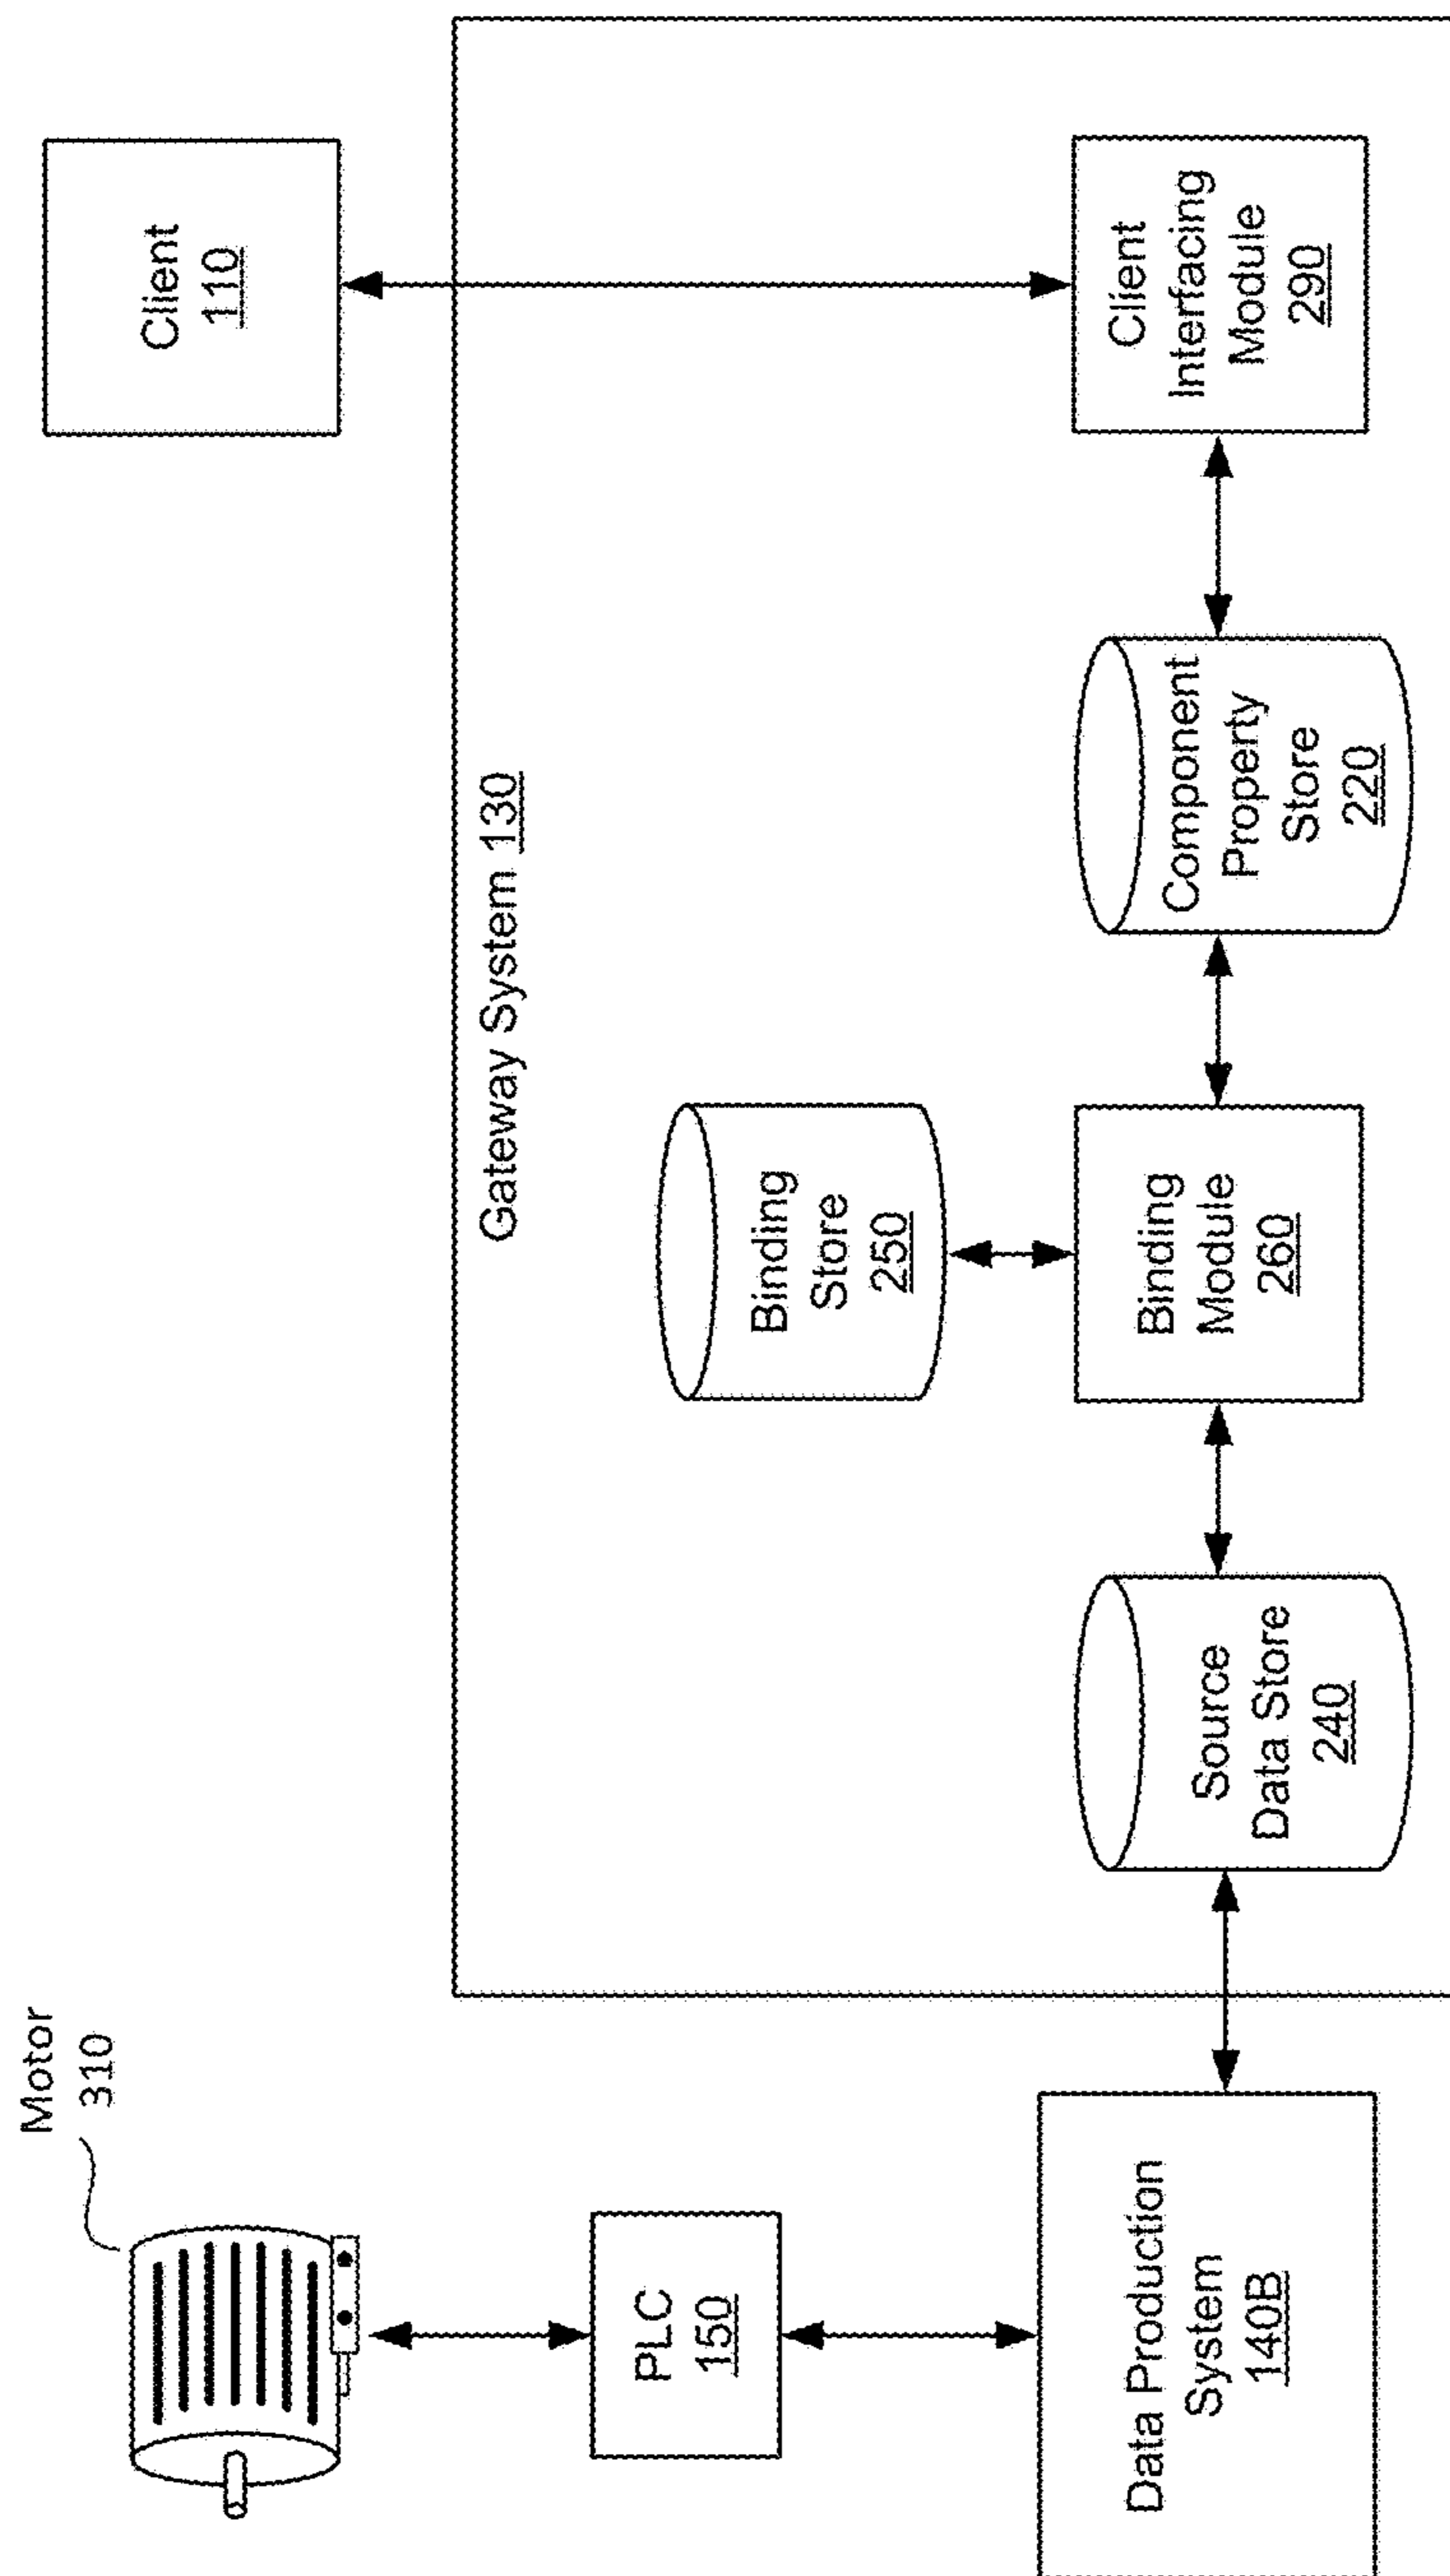 Motor
310
PLC
150
Data Production
System
140B
Gateway System 130
Source
Data Store
240
Binding
Store
250
Binding
Module
260
Component
Property
Store
220
Client
Interfacing
Module
290
Client
110